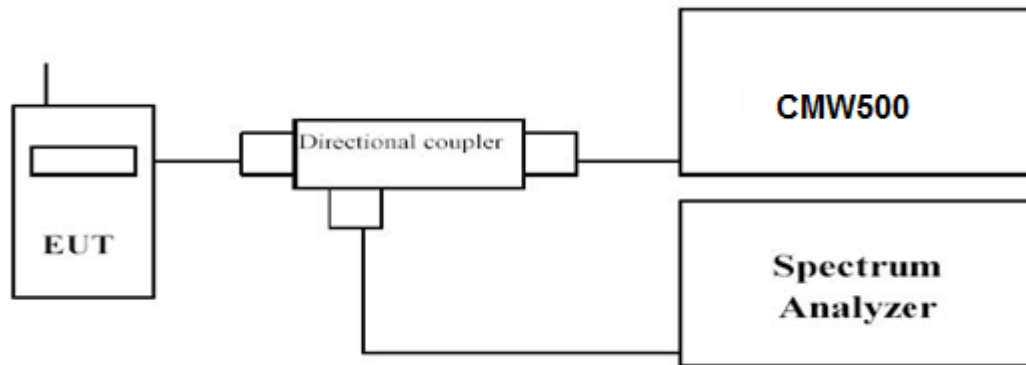 CMW500
Directional coupler
EUT
Spectrum
Analyzer